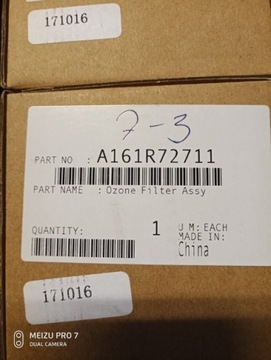 171016
7-3
PART NO : A161R72711
PART NAME : Ozone Filter Assy
QUANTITY: 1 U M: EACH
MADE IN:
China
171016
MEIZU PRO 7
DUAL CAMERA